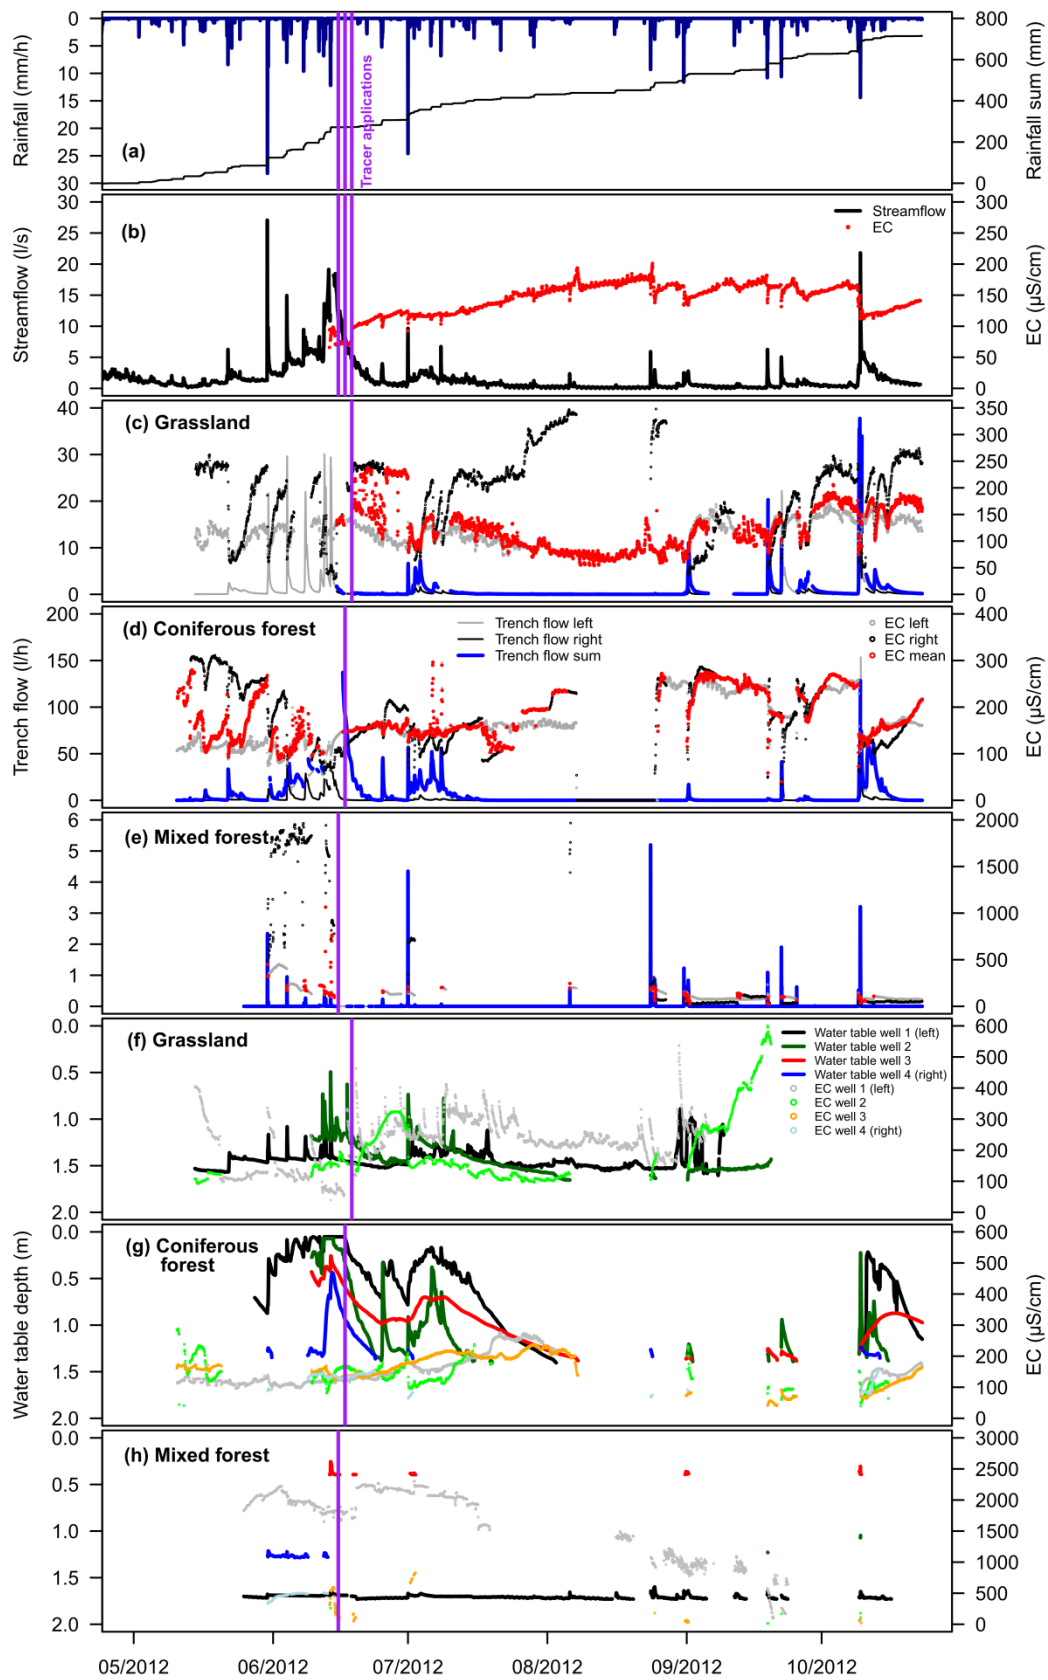 Rainfall (mm/h)
0
5
10
15
20
25
30
(a)
Tracer applications
800
600
400
200
0
Rainfall sum (mm)
Streamflow (l/s)
30
25
20
15
10
5
0
(b)
Streamflow
EC
300
250
200
150
100
50
0
EC (µS/cm)
40
30
20
10
0
(c) Grassland
350
300
250
200
150
100
50
0
Trench flow (l/h)
200
150
100
50
0
(d) Coniferous forest
Trench flow left
Trench flow right
Trench flow sum
EC left
EC right
EC mean
400
300
200
100
0
EC (µS/cm)
6
5
4
3
2
1
0
(e) Mixed forest
2000
1500
1000
500
0
0.0
0.5
1.0
1.5
2.0
(f) Grassland
Water table well 1 (left)
Water table well 2
Water table well 3
Water table well 4 (right)
EC well 1 (left)
EC well 2
EC well 3
EC well 4 (right)
600
500
400
300
200
100
0
Water table depth (m)
0.0
0.5
1.0
1.5
2.0
(g) Coniferous
forest
600
500
400
300
200
100
0
EC (µS/cm)
0.0
0.5
1.0
1.5
2.0
(h) Mixed forest
3000
2500
2000
1500
1000
500
0
05/2012 06/2012 07/2012 08/2012 09/2012 10/2012